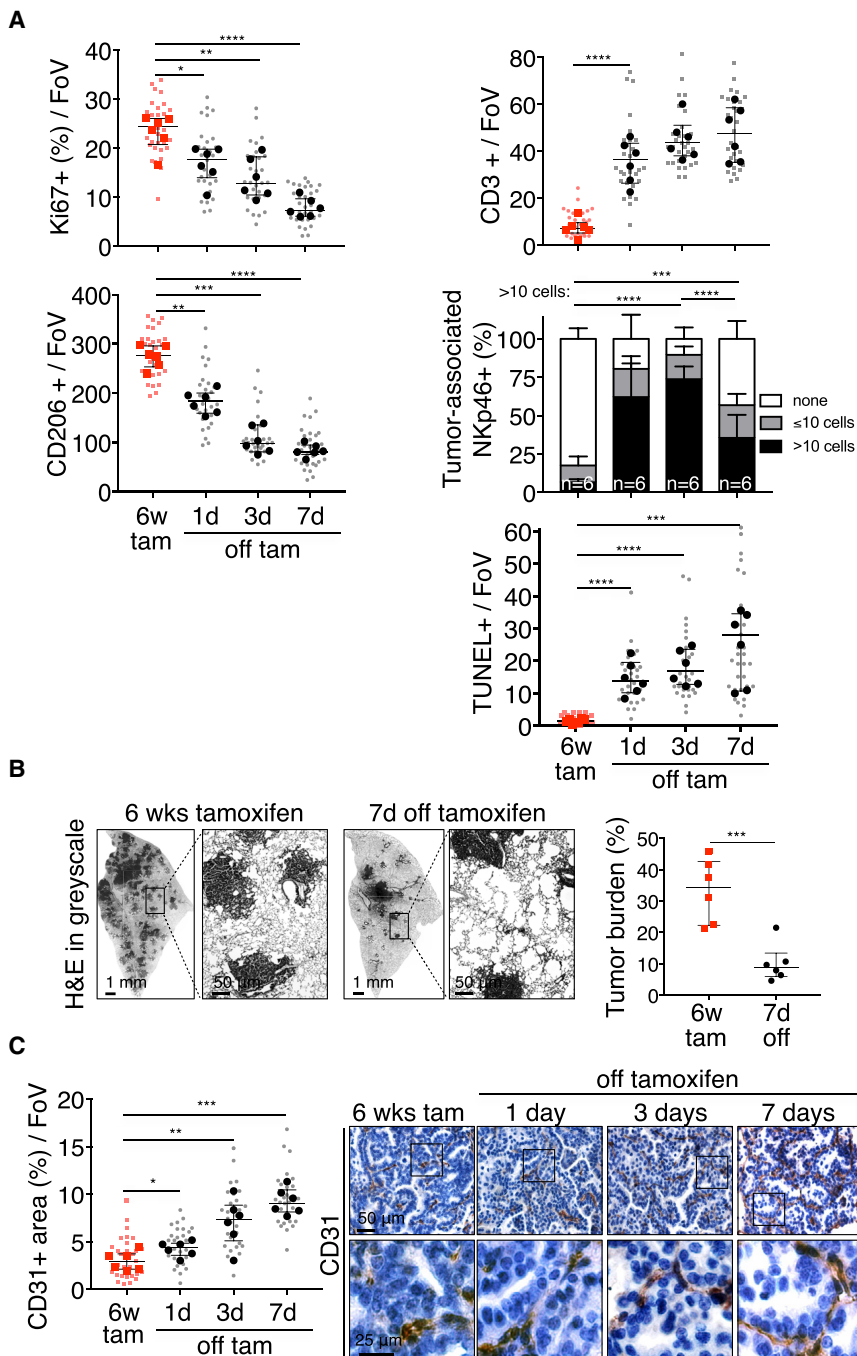 A
Ki67+ (%) / FoV
40
30
20
10
0
*
**
****
CD3 + / FoV
80
60
40
20
0
****
CD206 + / FoV
400
300
200
100
0
**
***
****
6w tam
1d
3d
7d
off tam
Tumor-associated
NKp46+ (%)
>10 cells:
100
75
50
25
0
***
****
****
n=6
n=6
n=6
n=6
none
≤10 cells
>10 cells
TUNEL+ / FoV
60
50
40
30
20
10
0
****
****
***
6w tam
1d
3d
7d
off tam
B
H&E in greyscale
6 wks tamoxifen
7d off tamoxifen
1 mm
50 µm
1 mm
50 µm
Tumor burden (%)
50
40
30
20
10
0
***
6w tam
7d off
C
CD31+ area (%) / FoV
20
15
10
5
0
*
**
***
6w tam
1d
3d
7d
off tam
off tamoxifen
6 wks tam
1 day
3 days
7 days
CD31
50 µm
25 µm